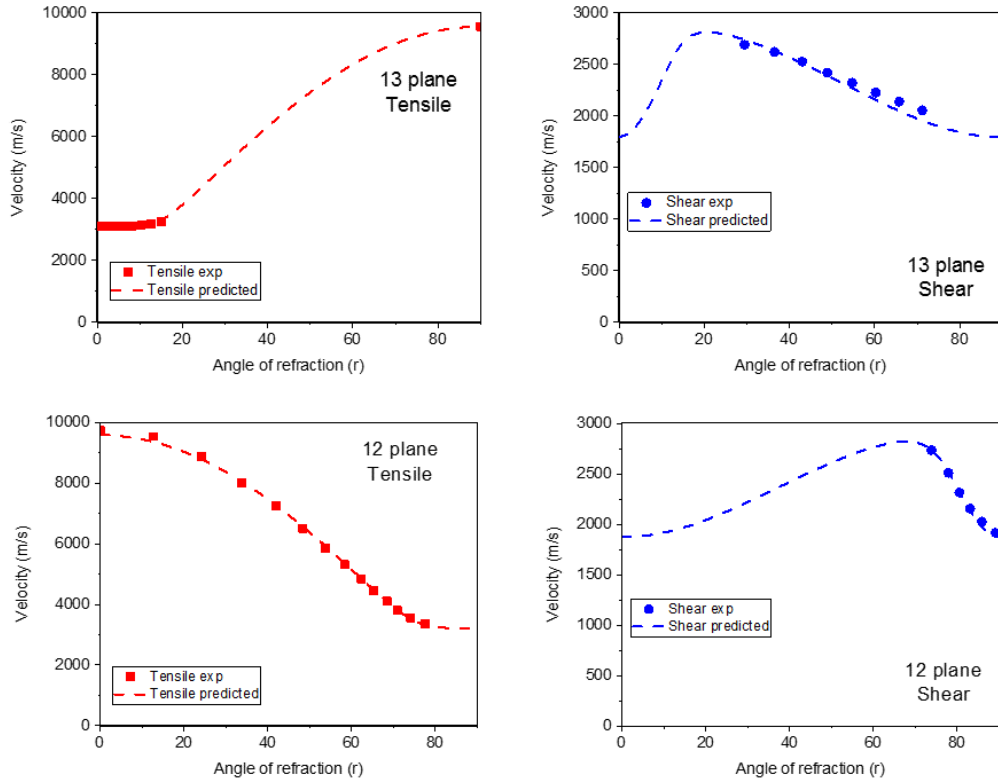 10000
8000
6000
4000
2000
0
Velocity (m/s)
13 plane
Tensile
Tensile exp
Tensile predicted
0 20 40 60 80
Angle of refraction (r)
3000
2500
2000
1500
1000
500
0
Velocity (m/s)
Shear exp
Shear predicted
13 plane
Shear
0 20 40 60 80
Angle of refraction (r)
10000
8000
6000
4000
2000
0
Velocity (m/s)
12 plane
Tensile
Tensile exp
Tensile predicted
0 20 40 60 80
Angle of refraction (r)
3000
2500
2000
1500
1000
500
0
Velocity (m/s)
Shear exp
Shear predicted
12 plane
Shear
0 20 40 60 80
Angle of refraction (r)